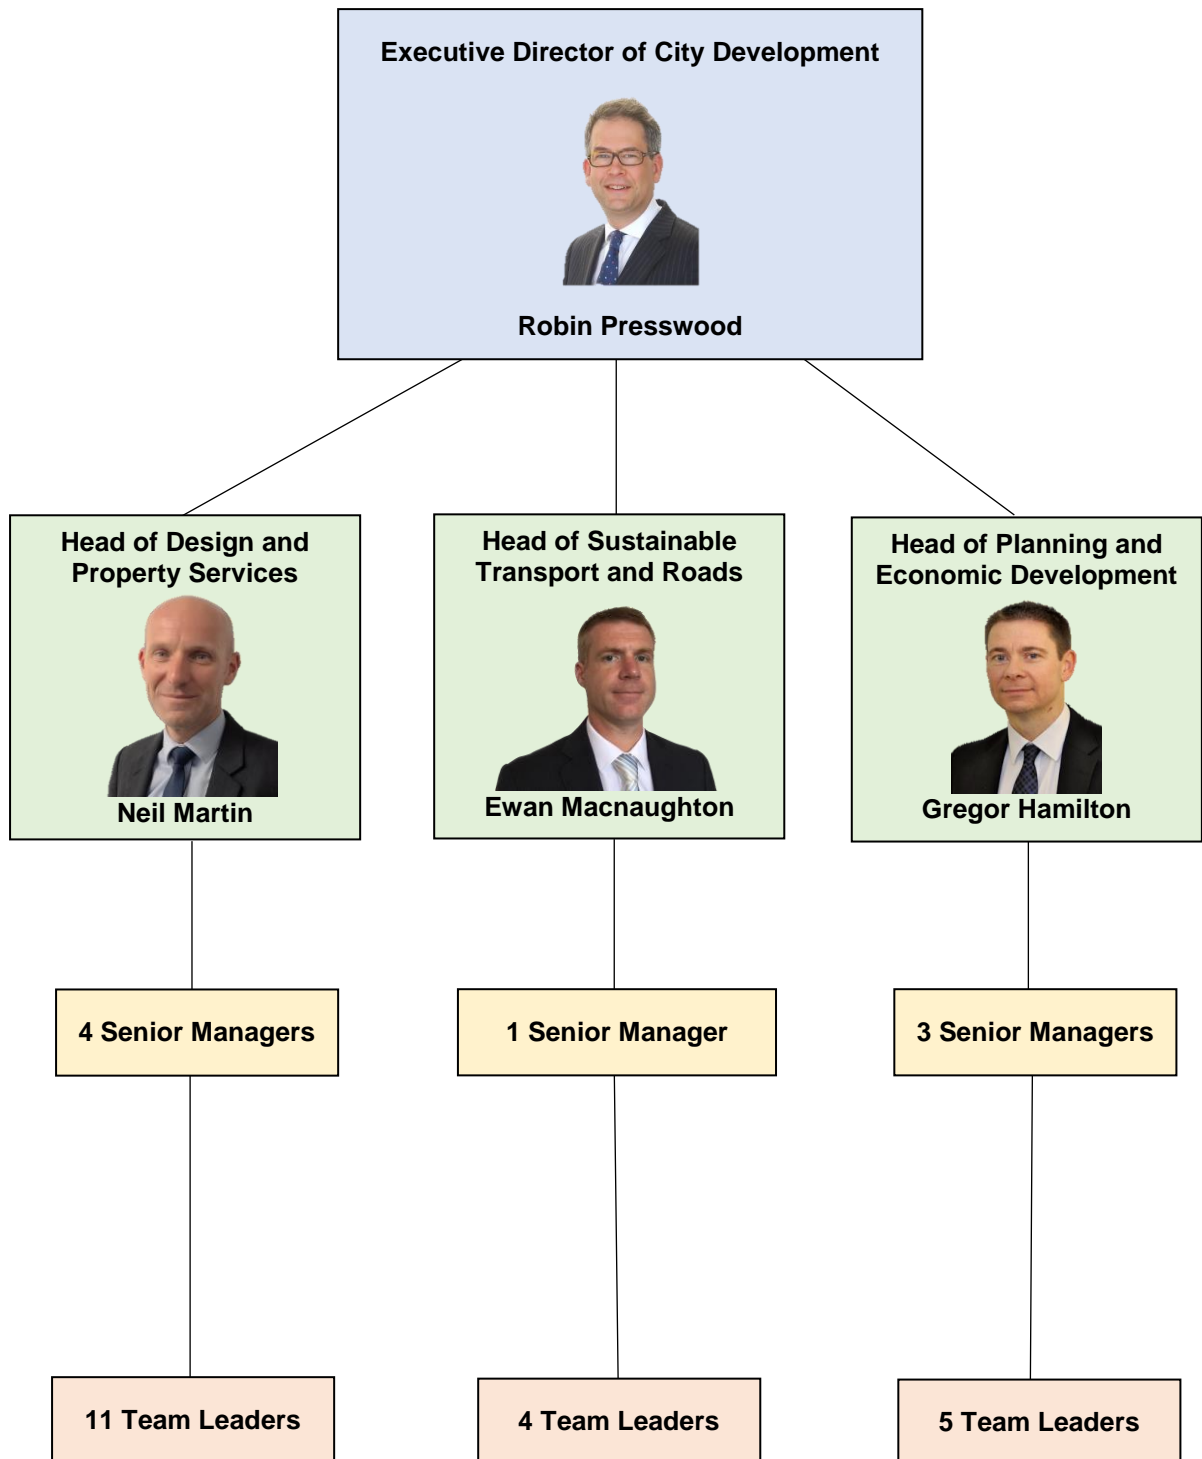 Executive Director of City Development
Robin Presswood
Head of Design and
Property Services
Neil Martin
Head of Sustainable
Transport and Roads
Ewan Macnaughton
Head of Planning and
Economic Development
Gregor Hamilton
4 Senior Managers
1 Senior Manager
3 Senior Managers
11 Team Leaders
4 Team Leaders
5 Team Leaders